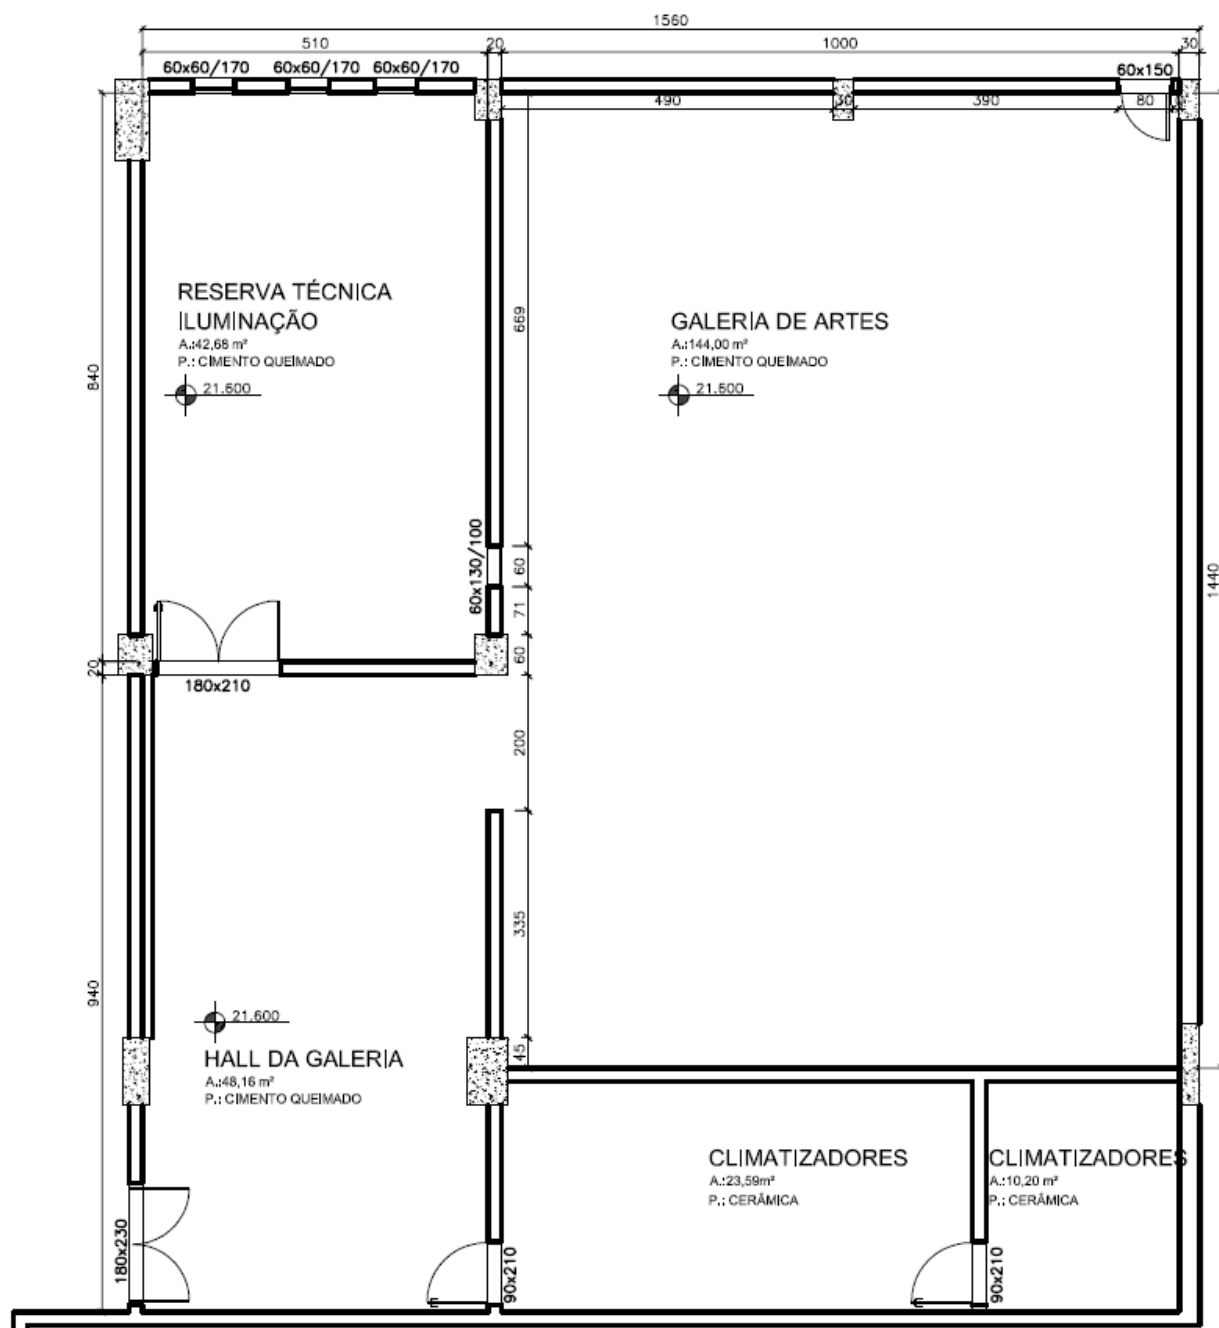 1560
510
20
1000
30
60x60/170
60x60/170
60x60/170
60x150
490
30
390
80
RESERVA TÉCNICA
ILUMINAÇÃO
A.:42,68 m²
P.: CIMENTO QUEIMADO
21.600
GALERIA DE ARTES
A.:144,00 m²
P.: CIMENTO QUEIMADO
21.600
840
669
1440
60x130/100
60
71
60
20
180x210
200
335
940
45
21.600
HALL DA GALERIA
A.:48,16 m²
P.: CIMENTO QUEIMADO
CLIMATIZADORES
A.:23,59m²
P.: CERÂMICA
CLIMATIZADORES
A.:10,20 m²
P.: CERÂMICA
180x230
90x210
90x210